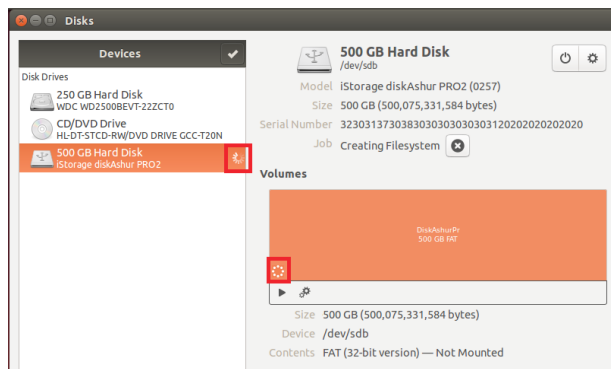 Disks
Devices
Disk Drives
250 GB Hard Disk
WDC WD2500BEVT-22ZCT0
CD/DVD Drive
HL-DT-STCD-RW/DVD DRIVE GCC-T20N
500 GB Hard Disk
iStorage diskAshur PRO2
500 GB Hard Disk
/dev/sdb
Model iStorage diskAshur PRO2 (0257)
Size 500 GB (500,075,331,584 bytes)
Serial Number 32303137303830303030303031202020202020
Job Creating Filesystem
Volumes
DiskAshurPr
500 GB FAT
Size 500 GB (500,075,331,584 bytes)
Device /dev/sdb
Contents FAT (32-bit version) — Not Mounted